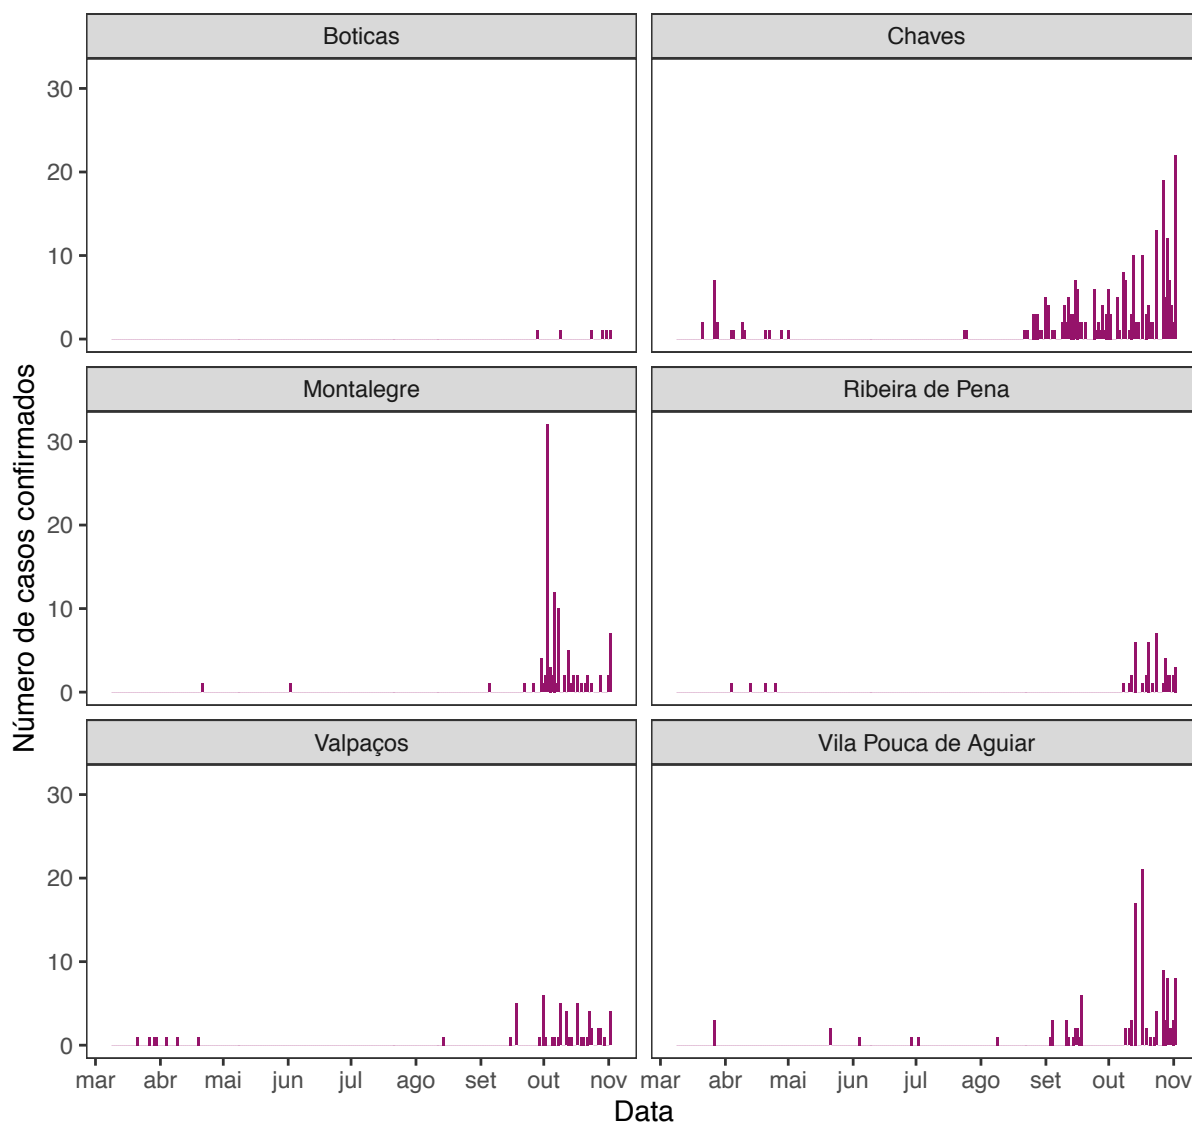 Boticas
Chaves
30
20
10
0
Montalegre
Ribeira de Pena
30
20
10
0
Valpaços
Vila Pouca de Aguiar
30
20
10
0
mar abr mai jun jul ago set out nov
mar abr mai jun jul ago set out nov
Data
Número de casos confirmados